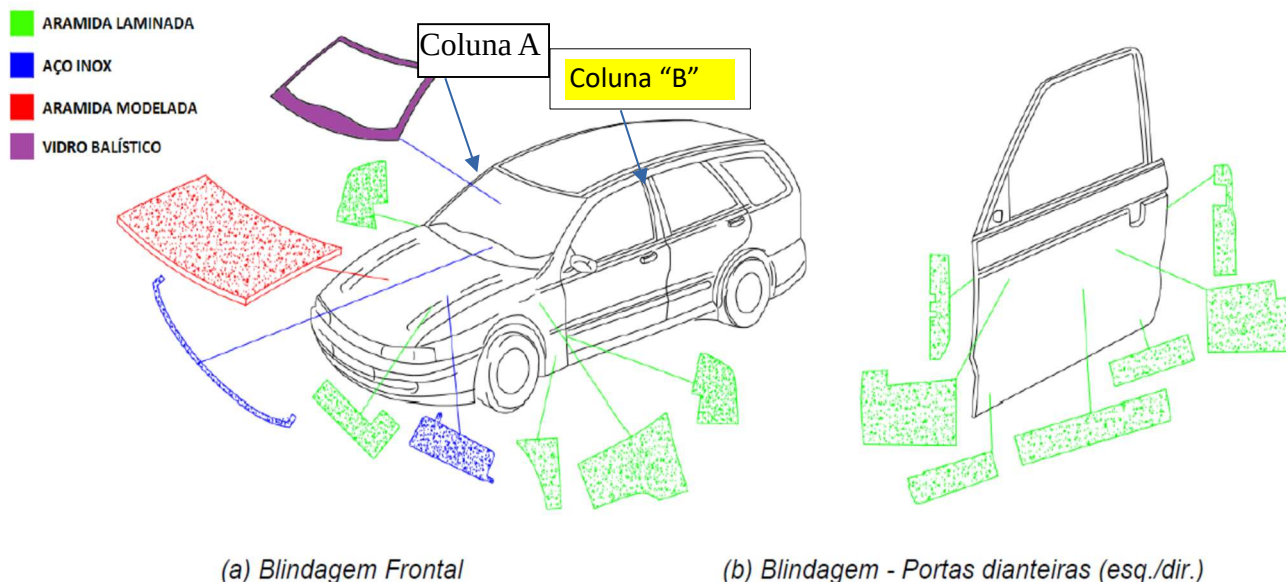 ARAMIDA LAMINADA
AÇO INOX
ARAMIDA MODELADA
VIDRO BALÍSTICO
Coluna A
Coluna “B”
(a) Blindagem Frontal
(b) Blindagem - Portas dianteiras (esq./dir.)